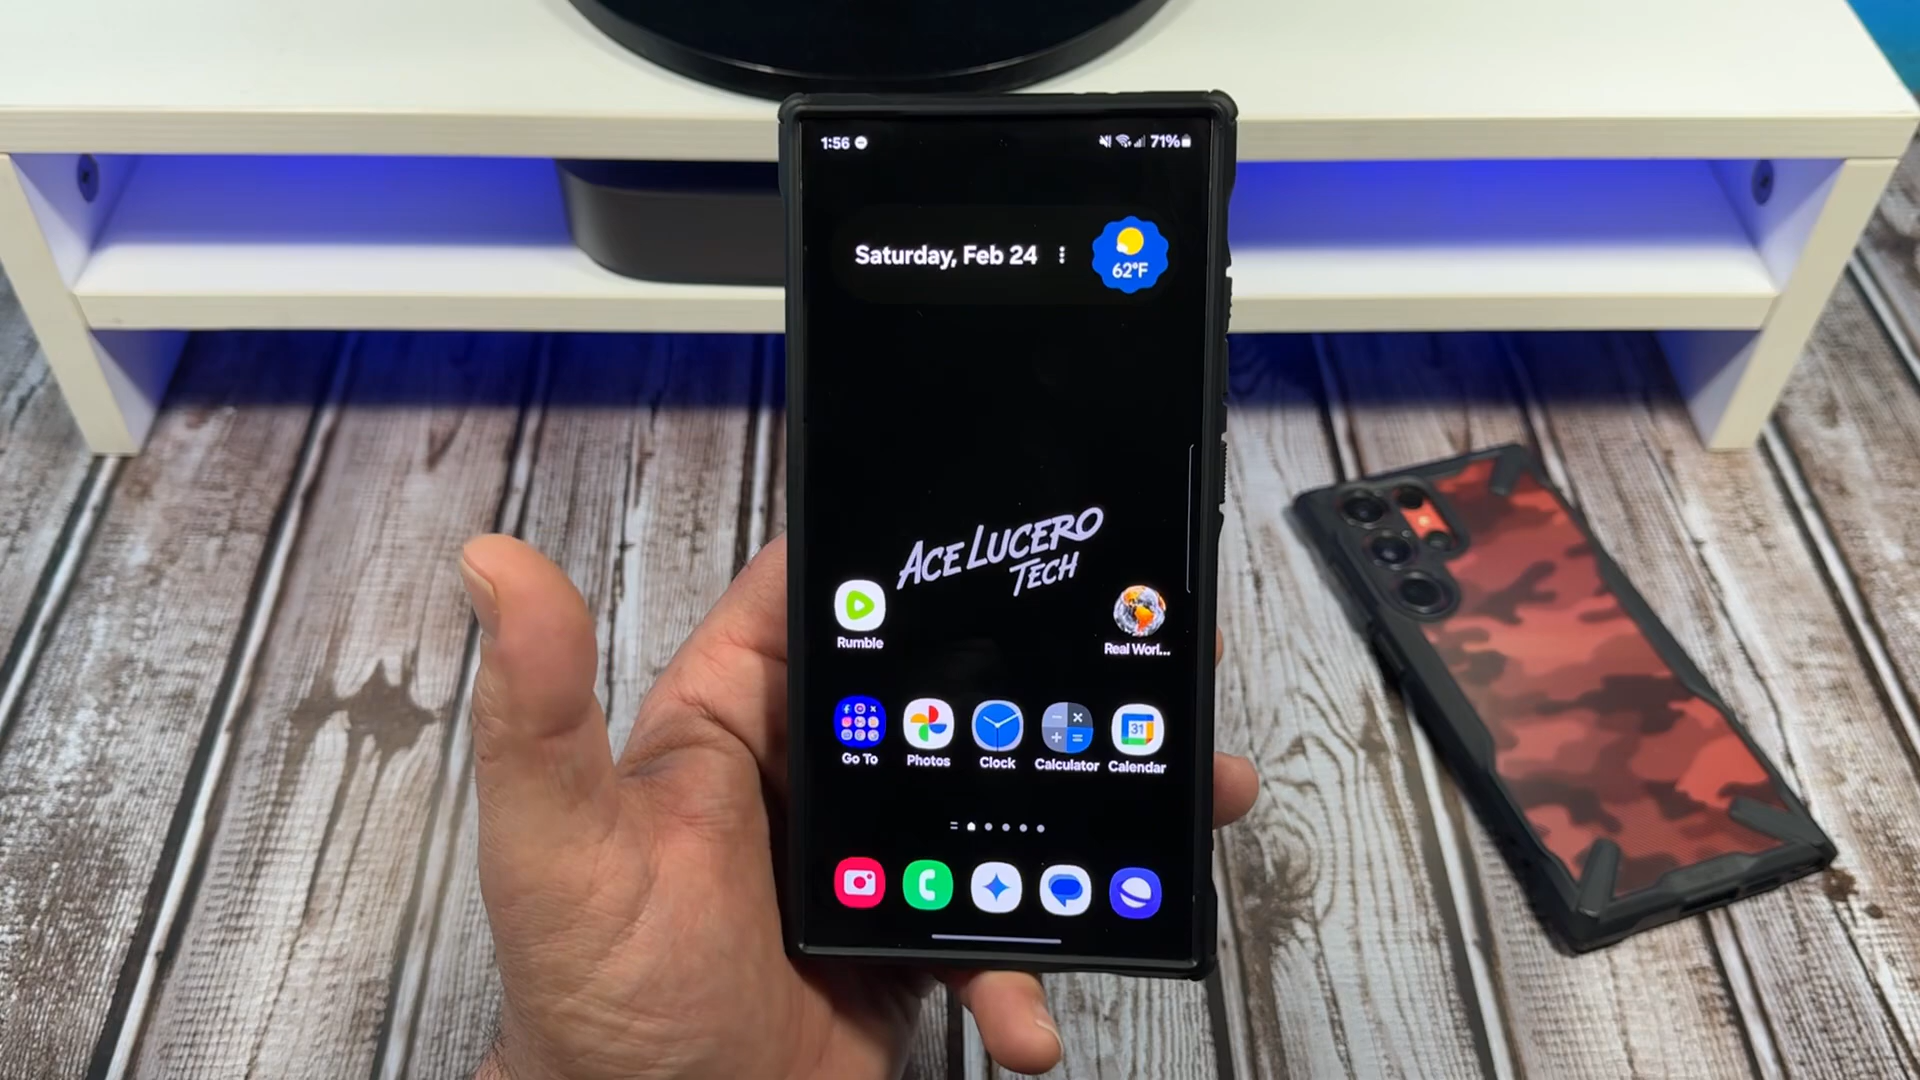 1:56
71%
Saturday, Feb 24
62°F
ACE LUCERO
TECH
Rumble
Real Worl...
31
Go To
Photos
Clock
Calculator
Calendar